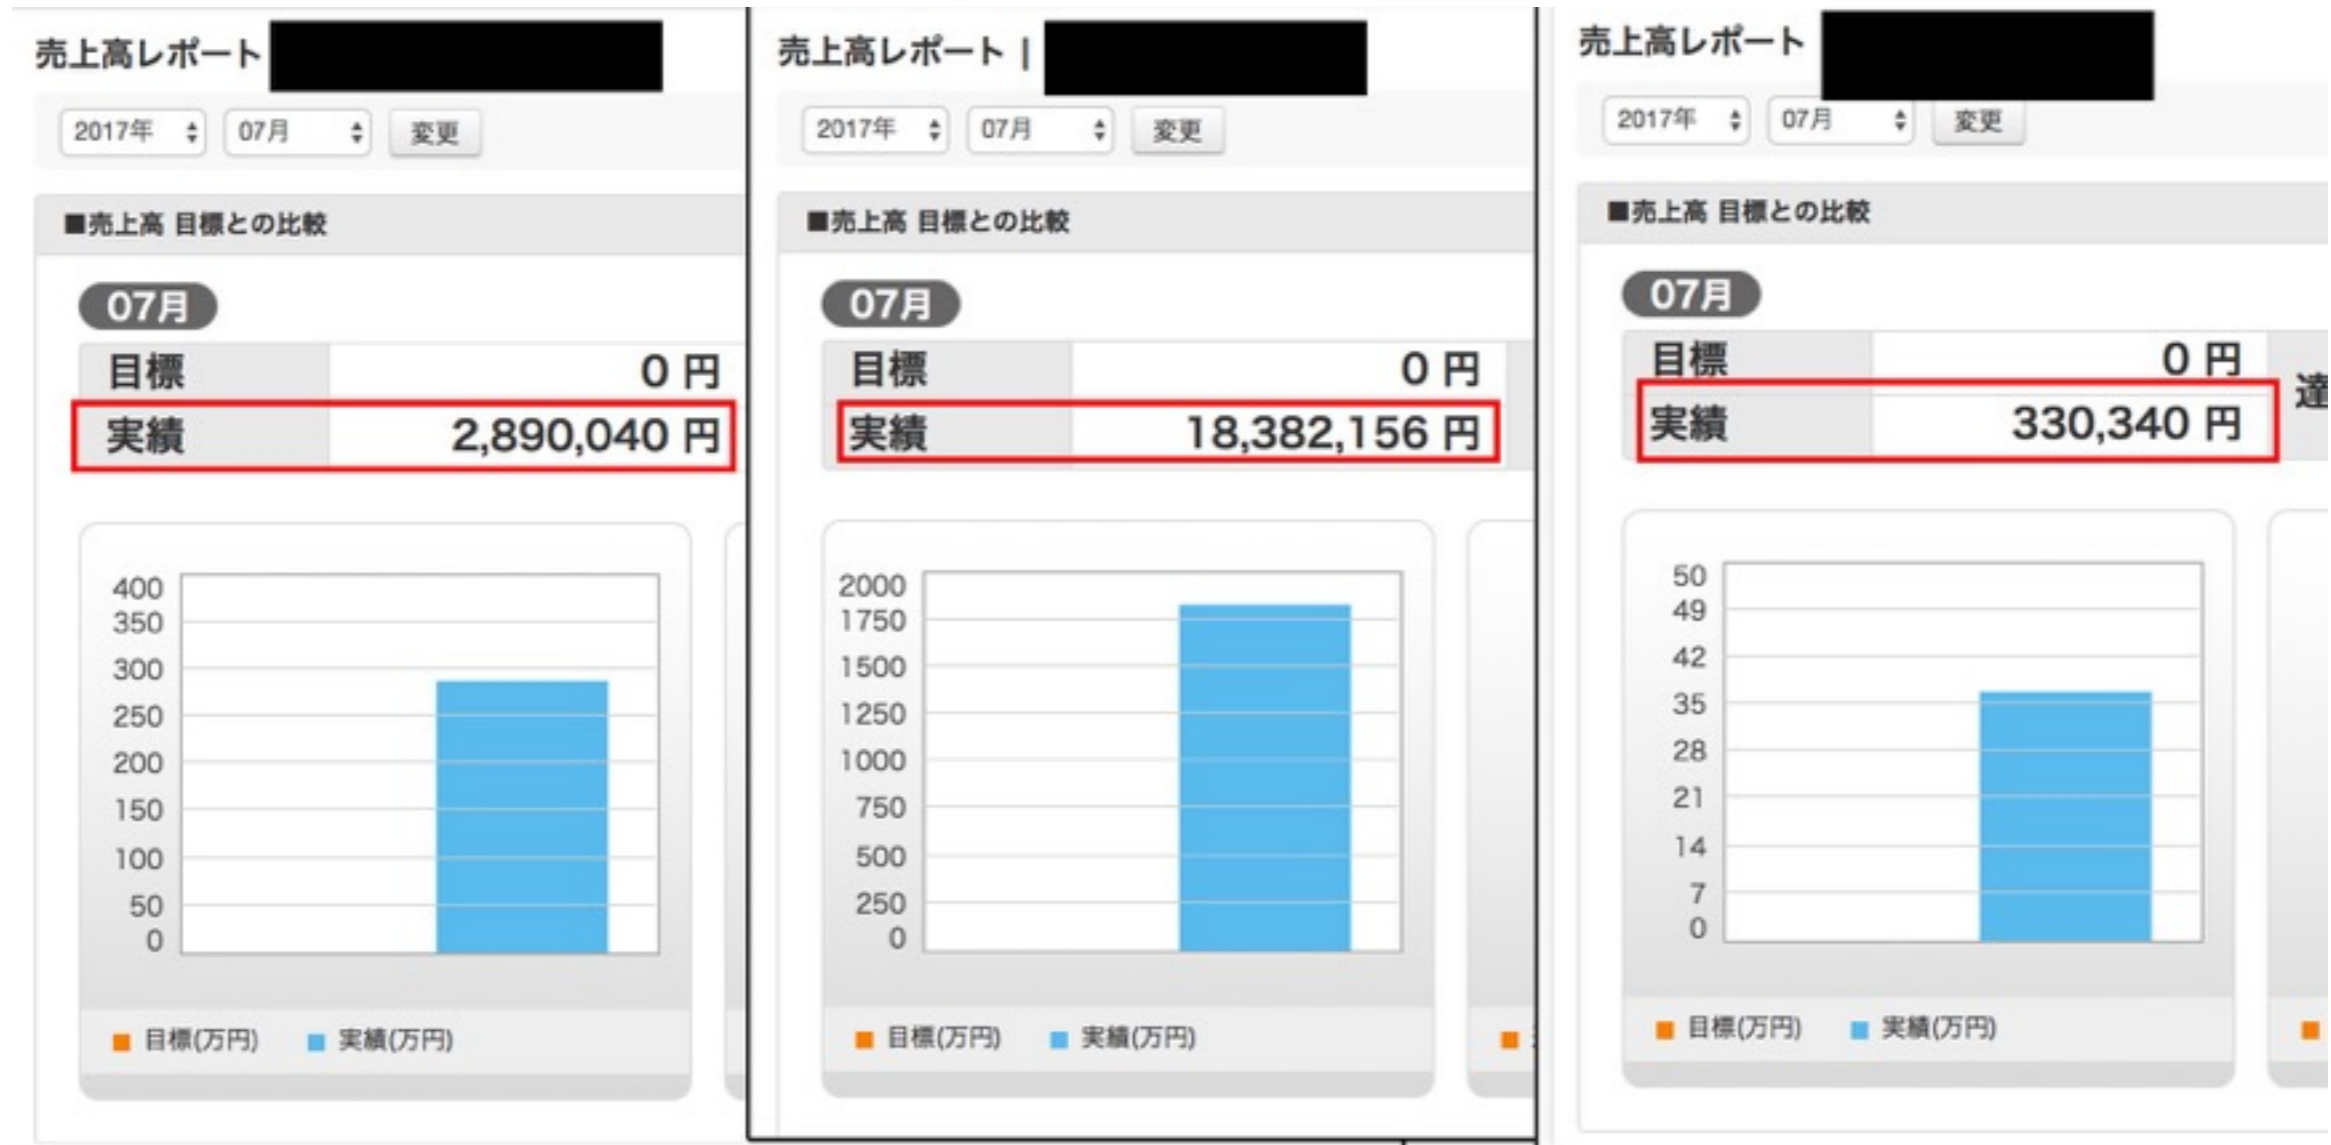 売上高レポート
2017年 07月 変更
■売上高 目標との比較
07月
目標 0 円
実績 2,890,040 円
400
350
300
250
200
150
100
50
0
目標(万円) 実績(万円)
売上高レポート |
2017年 07月 変更
■売上高 目標との比較
07月
目標 0 円
実績 18,382,156 円
2000
1750
1500
1250
1000
750
500
250
0
目標(万円) 実績(万円)
売上高レポート
2017年 07月 変更
■売上高 目標との比較
07月
目標 0 円
実績 330,340 円
達
50
49
42
35
28
21
14
7
0
目標(万円) 実績(万円)